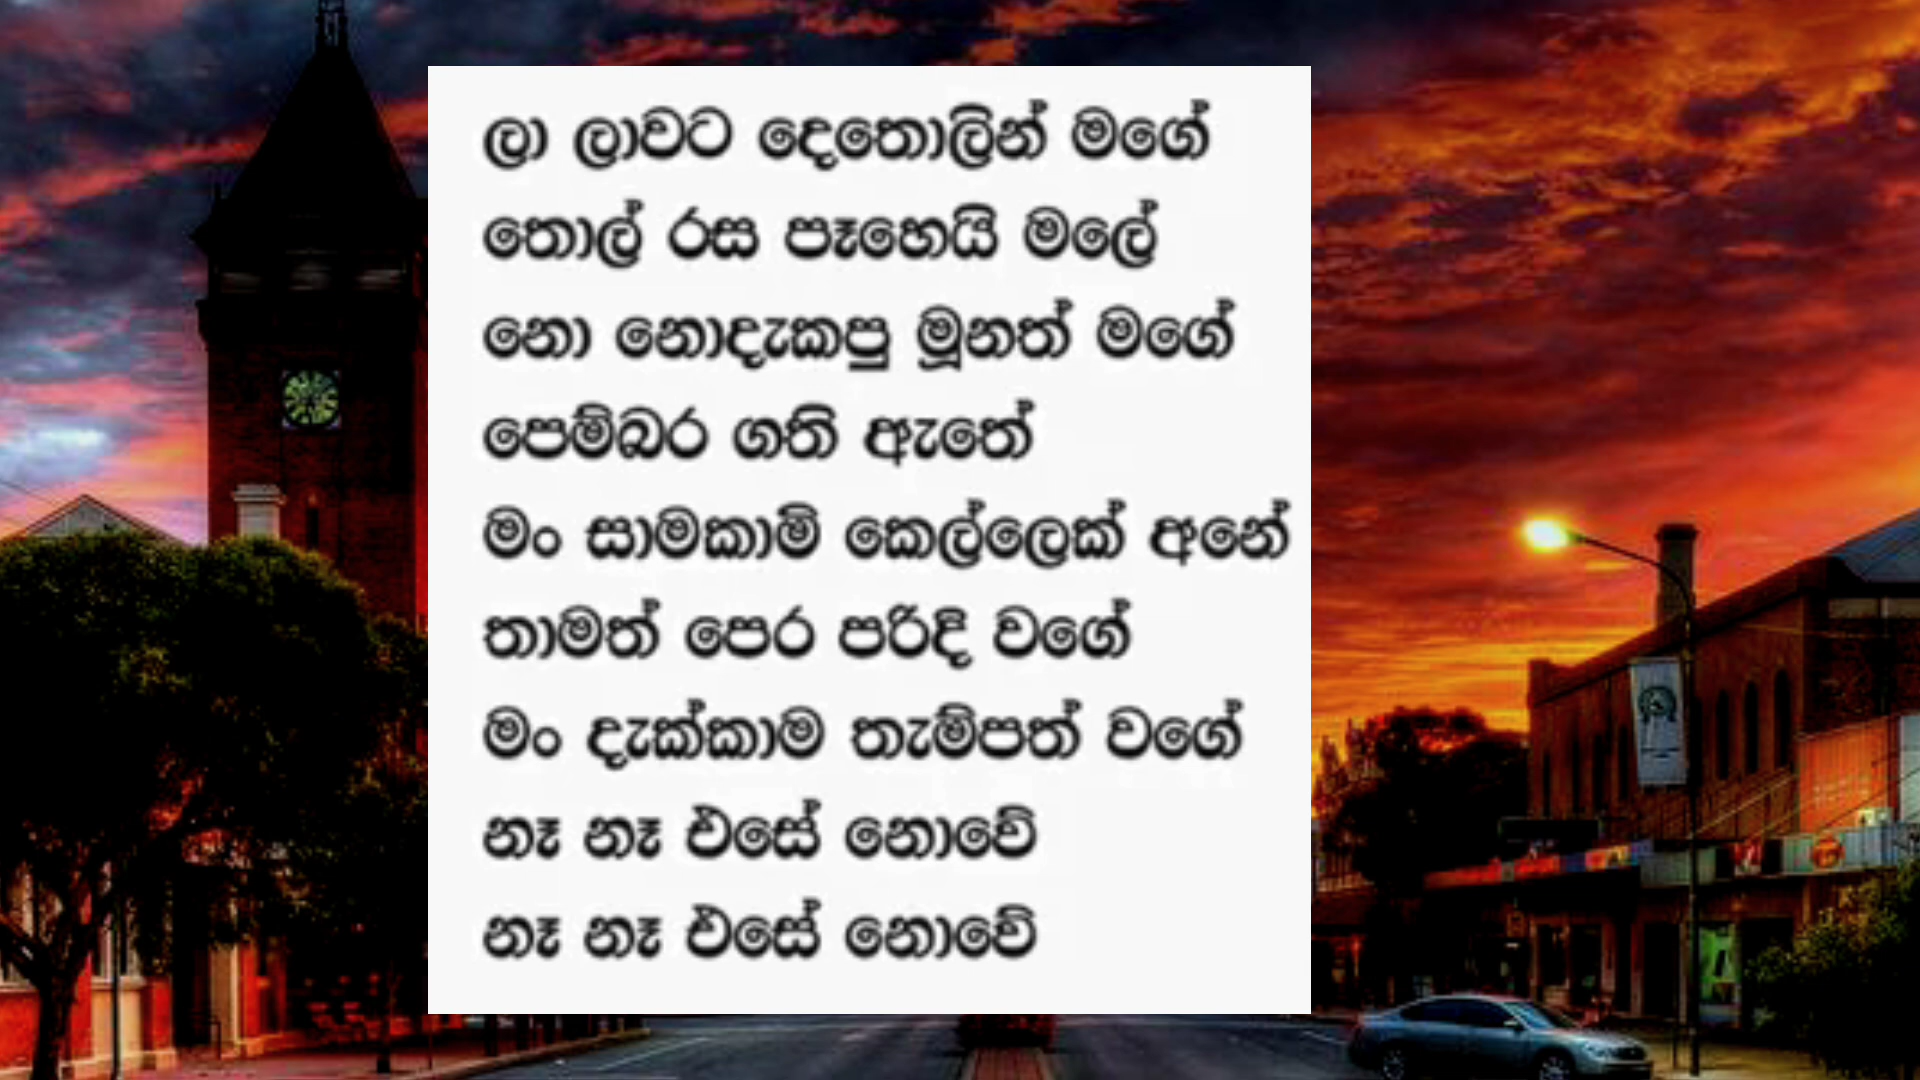 ලා ලාවට දෙතොලින් මගේ
තොල් රස පෑහෙයි මලේ
නො නොදැකපු මූනත් මගේ
පෙම්බර ගති ඇතේ
මං සාමකාමි කෙල්ලෙක් අනේ
තාමත් පෙර පරිදි වගේ
මං දැක්කාම තැම්පත් වගේ
නෑ නෑ එසේ නොවේ
නෑ නෑ එසේ නොවේ